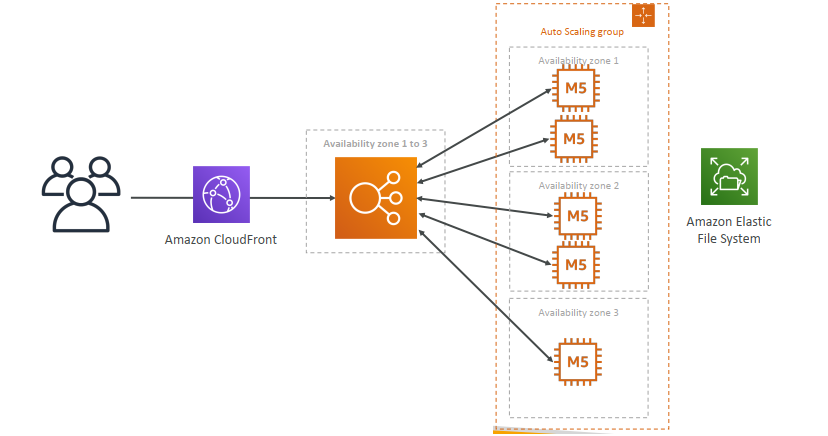 Auto Scaling group
Availability zone 1
M5
M5
Availability zone 1 to 3
Availability zone 2
M5
M5
Amazon CloudFront
Amazon Elastic
File System
Availability zone 3
M5